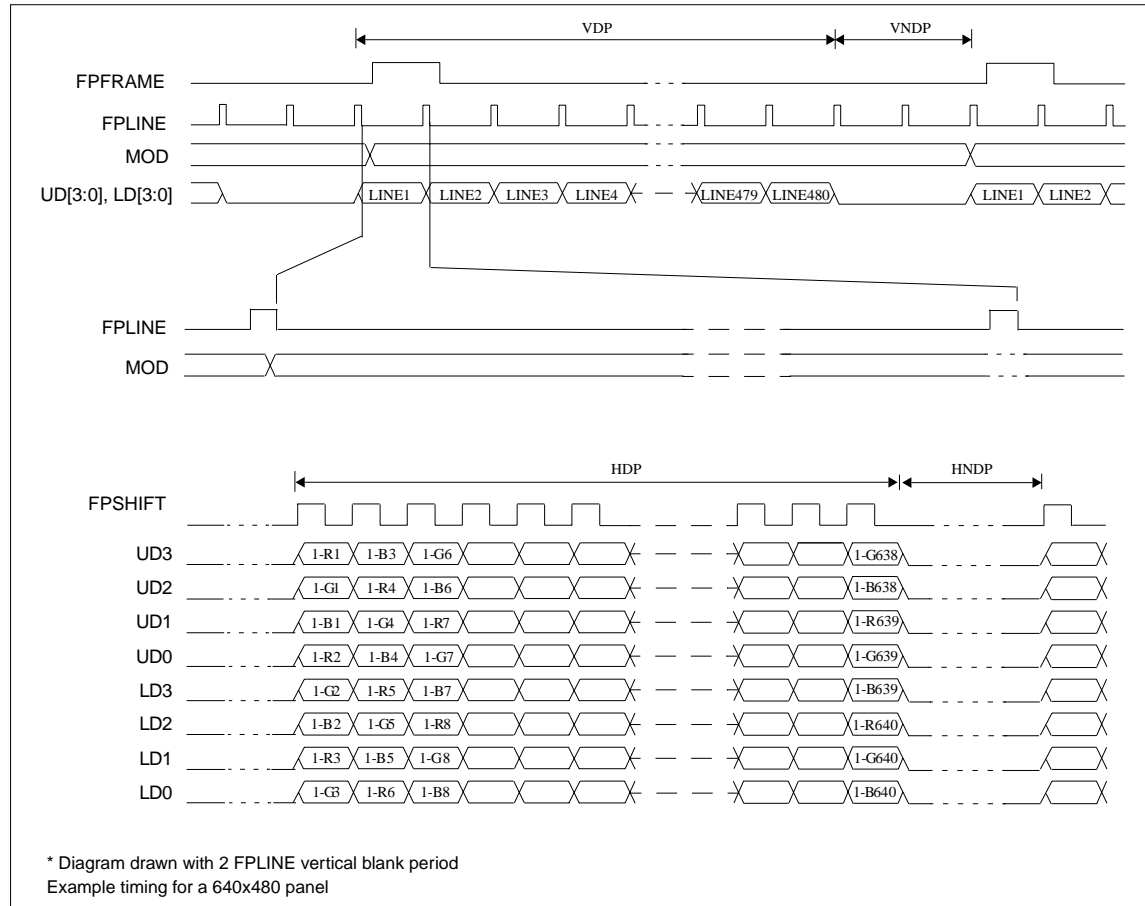 VDP VNDP
FPFRAME
FPLINE
MOD
UD[3:0], LD[3:0] LINE1 LINE2 LINE3 LINE4 LINE479 LINE480 LINE1 LINE2
FPLINE
MOD
HDP HNDP
FPSHIFT
UD3 1-R1 1-B3 1-G6 1-G638
UD2 1-G1 1-R4 1-B6 1-B638
UD1 1-B1 1-G4 1-R7 1-R639
UD0 1-R2 1-B4 1-G7 1-G639
LD3 1-G2 1-R5 1-B7 1-B639
LD2 1-B2 1-G5 1-R8 1-R640
LD1 1-R3 1-B5 1-G8 1-G640
LD0 1-G3 1-R6 1-B8 1-B640
* Diagram drawn with 2 FPLINE vertical blank period
Example timing for a 640x480 panel